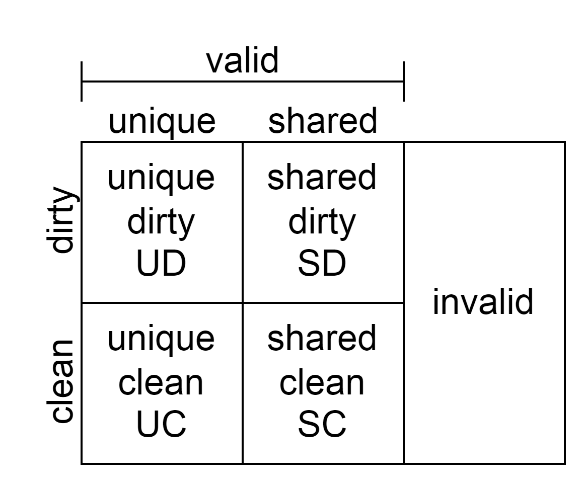 valid
unique
shared
dirty
unique
dirty
UD
shared
dirty
SD
invalid
clean
unique
clean
UC
shared
clean
SC